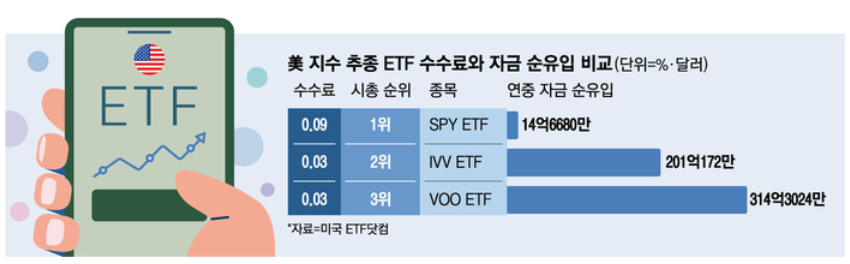 ETF
美 지수 추종 ETF 수수료와 자금 순유입 비교(단위=%·달러)
수수료 시총 순위 종목 연중 자금 순유입
0.09 1위 SPY ETF 14억6680만
0.03 2위 IVV ETF 201억172만
0.03 3위 VOO ETF 314억3024만
*자료=미국 ETF닷컴